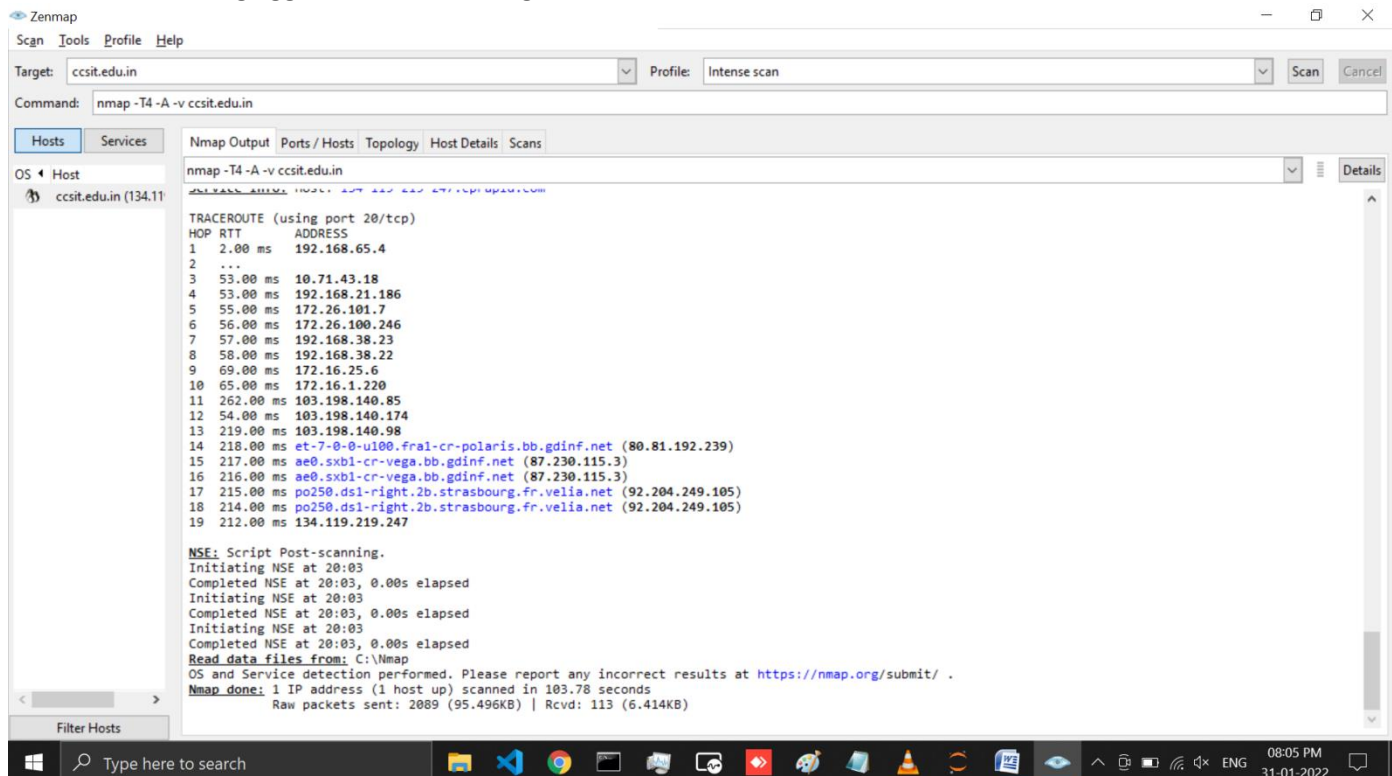 Zenmap
Scan Tools Profile Help
Target: ccsit.edu.in Profile: Intense scan Scan Cancel
Command: nmap -T4 -A -v ccsit.edu.in
Hosts Services Nmap Output Ports / Hosts Topology Host Details Scans
OS Host nmap -T4 -A -v ccsit.edu.in Details
ccsit.edu.in (134.11
TRACEROUTE (using port 20/tcp)
HOP RTT ADDRESS
1 2.00 ms 192.168.65.4
2 ...
3 53.00 ms 10.71.43.18
4 53.00 ms 192.168.21.186
5 55.00 ms 172.26.101.7
6 56.00 ms 172.26.100.246
7 57.00 ms 192.168.38.23
8 58.00 ms 192.168.38.22
9 69.00 ms 172.16.25.6
10 65.00 ms 172.16.1.220
11 262.00 ms 103.198.140.85
12 54.00 ms 103.198.140.174
13 219.00 ms 103.198.140.98
14 218.00 ms et-7-0-0-u100.fra1-cr-polaris.bb.gdinf.net (80.81.192.239)
15 217.00 ms ae0.sxb1-cr-vega.bb.gdinf.net (87.230.115.3)
16 216.00 ms ae0.sxb1-cr-vega.bb.gdinf.net (87.230.115.3)
17 215.00 ms po250.ds1-right.2b.strasbourg.fr.velia.net (92.204.249.105)
18 214.00 ms po250.ds1-right.2b.strasbourg.fr.velia.net (92.204.249.105)
19 212.00 ms 134.119.219.247
NSE: Script Post-scanning.
Initiating NSE at 20:03
Completed NSE at 20:03, 0.00s elapsed
Initiating NSE at 20:03
Completed NSE at 20:03, 0.00s elapsed
Initiating NSE at 20:03
Completed NSE at 20:03, 0.00s elapsed
Read data files from: C:\Nmap
OS and Service detection performed. Please report any incorrect results at https://nmap.org/submit/ .
Nmap done: 1 IP address (1 host up) scanned in 103.78 seconds
Raw packets sent: 2089 (95.496KB) | Rcvd: 113 (6.414KB)
Filter Hosts
Type here to search ENG 08:05 PM
31-01-2022